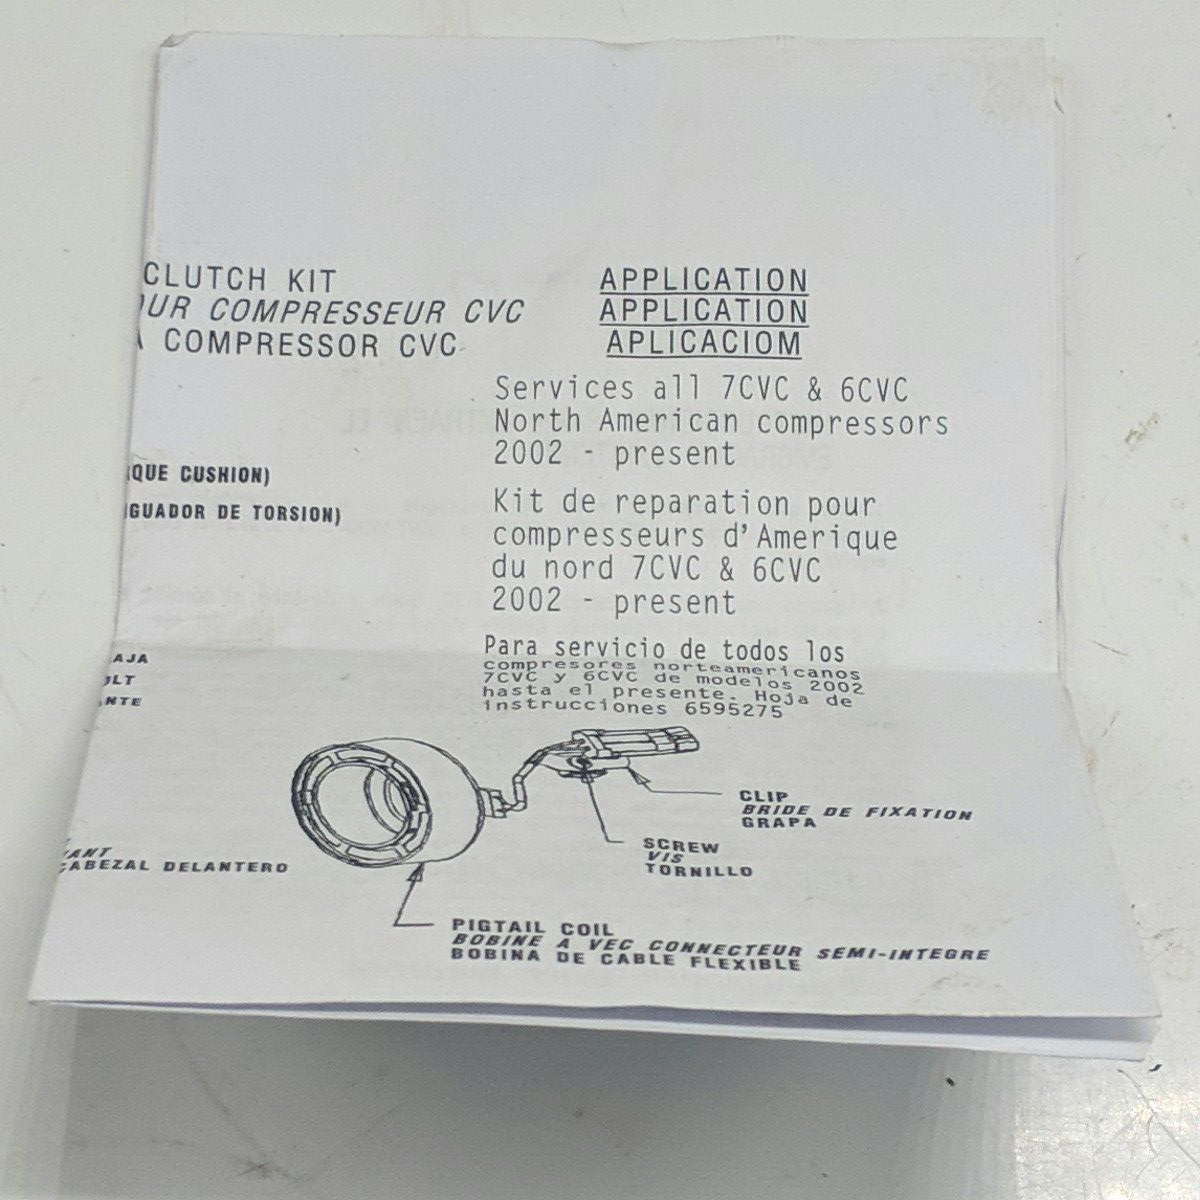 CLUTCH KIT
UR COMPRESSEUR CVC
COMPRESSOR CVC
APPLICATION
APPLICATION
APLICACIOM
Services all 7CVC & 6CVC
North American compressors
2002 - present
QUE CUSHION)
GUADOR DE TORSION)
Kit de reparation pour
compresseurs d'Amerique
du nord 7CVC & 6CVC
2002 - present
Para servicio de todos los
compresores norteamericanos
7CVC y 6CVC de modelos 2002
hasta el presente. Hoja de
instrucciones 6595275
AJA
LT
NTE
CLIP
BRIDE DE FIXATION
GRAPA
SCREW
VIS
TORNILLO
ANT
CABEZAL DELANTERO
PIGTAIL COIL
BOBINE A VEC CONNECTEUR SEMI-INTEGRE
BOBINA DE CABLE FLEXIBLE